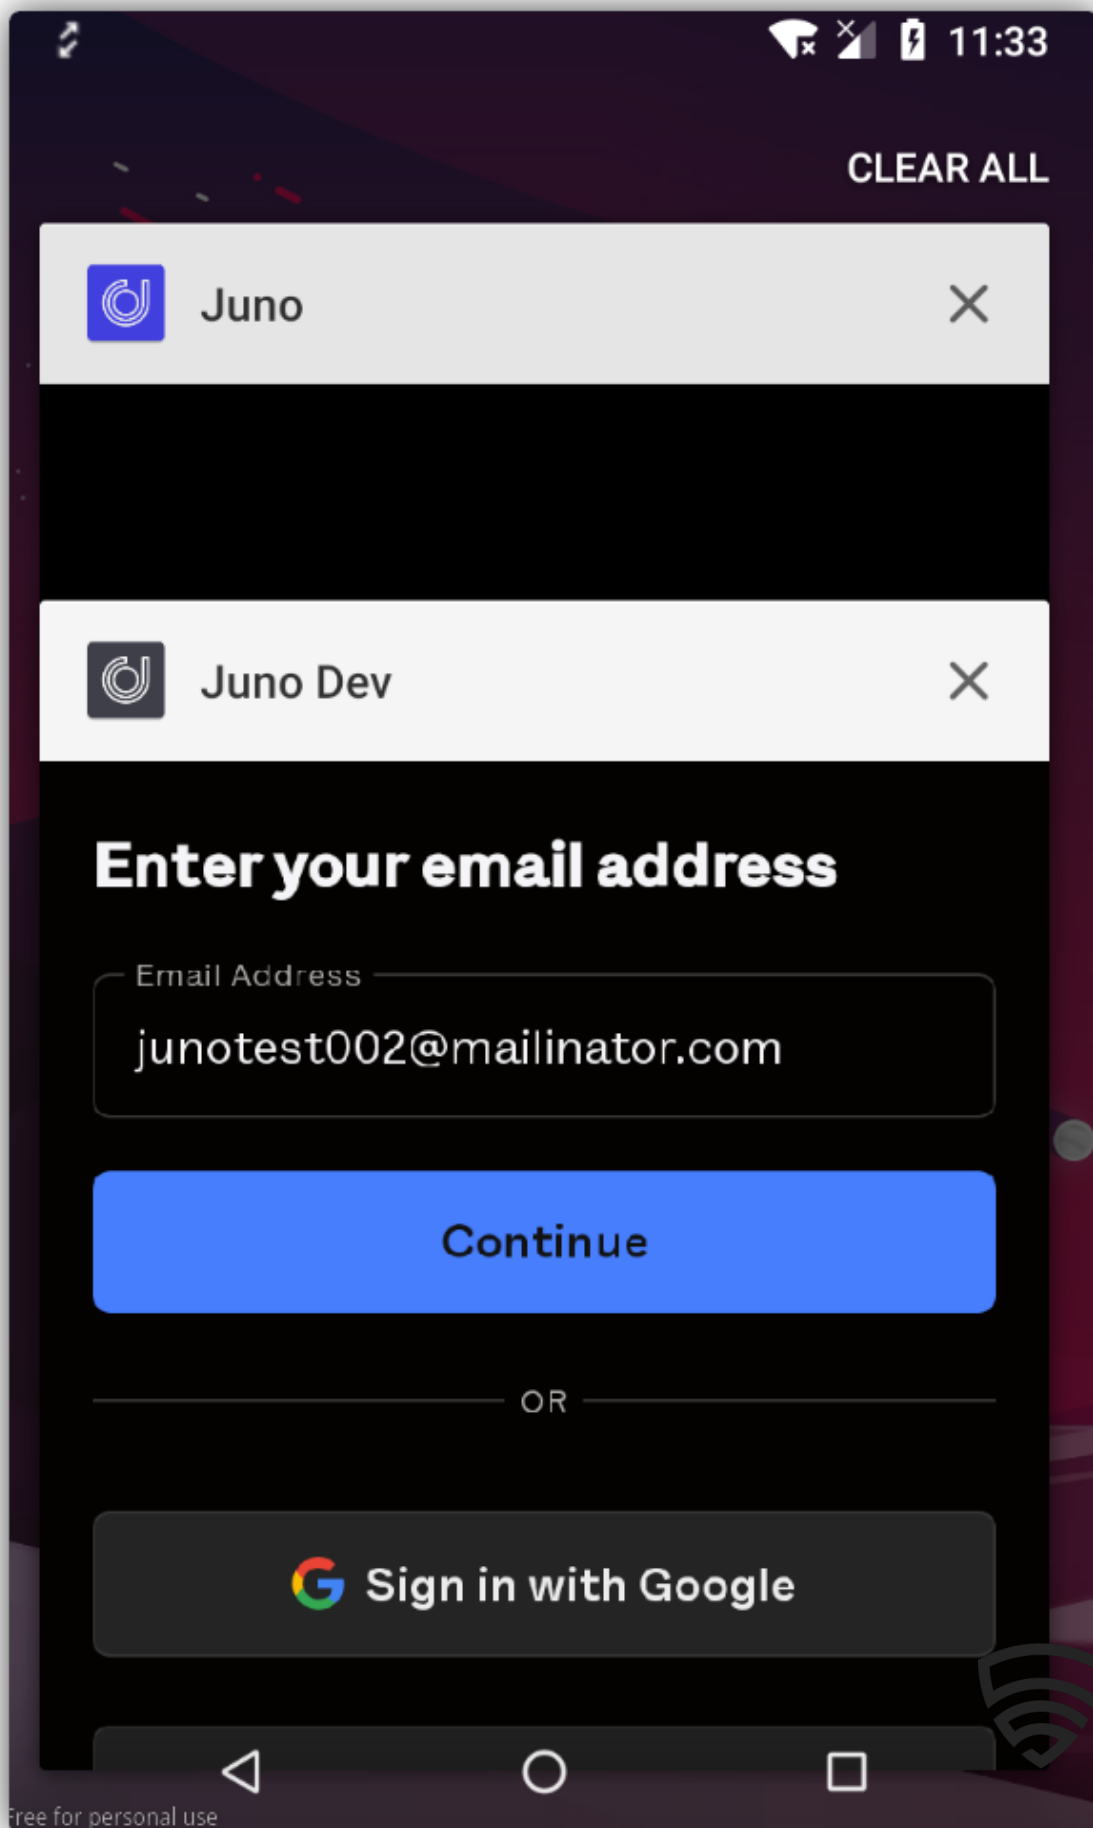 11:33
CLEAR ALL
Juno
Juno Dev
Enter your email address
Email Address
junotest002@mailinator.com
Continue
OR
Sign in with Google
Free for personal use